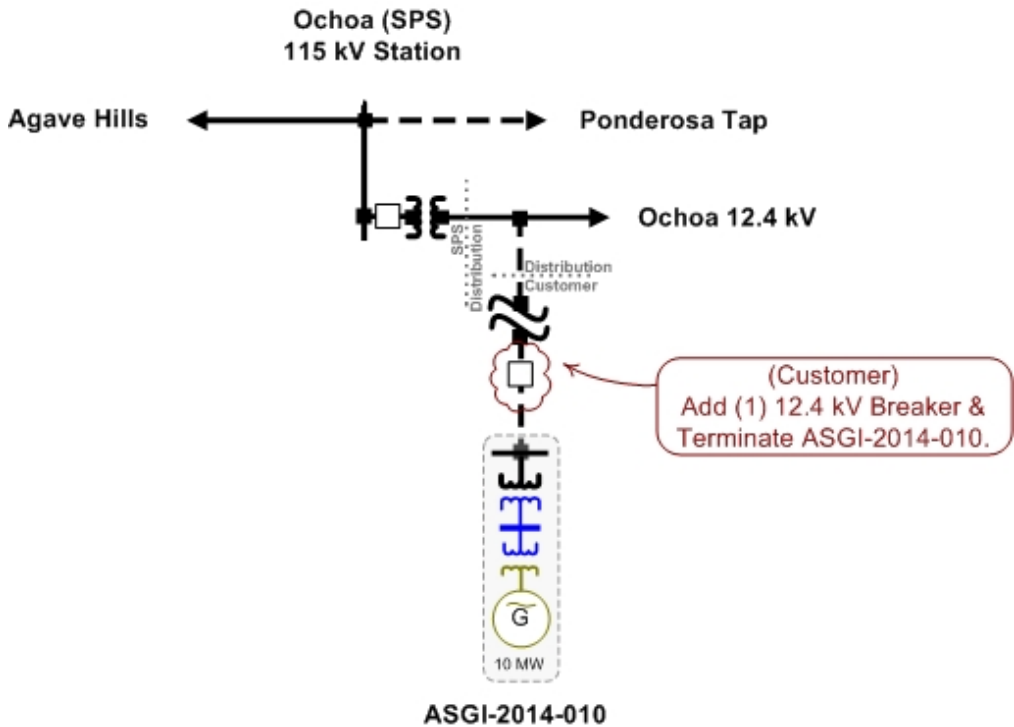 Ochoa (SPS)
115 kV Station
Agave Hills
Ponderosa Tap
Ochoa 12.4 kV
SPS
Distribution
Distribution
Customer
(Customer)
Add (1) 12.4 kV Breaker &
Terminate ASGI-2014-010.
G
10 MW
ASGI-2014-010